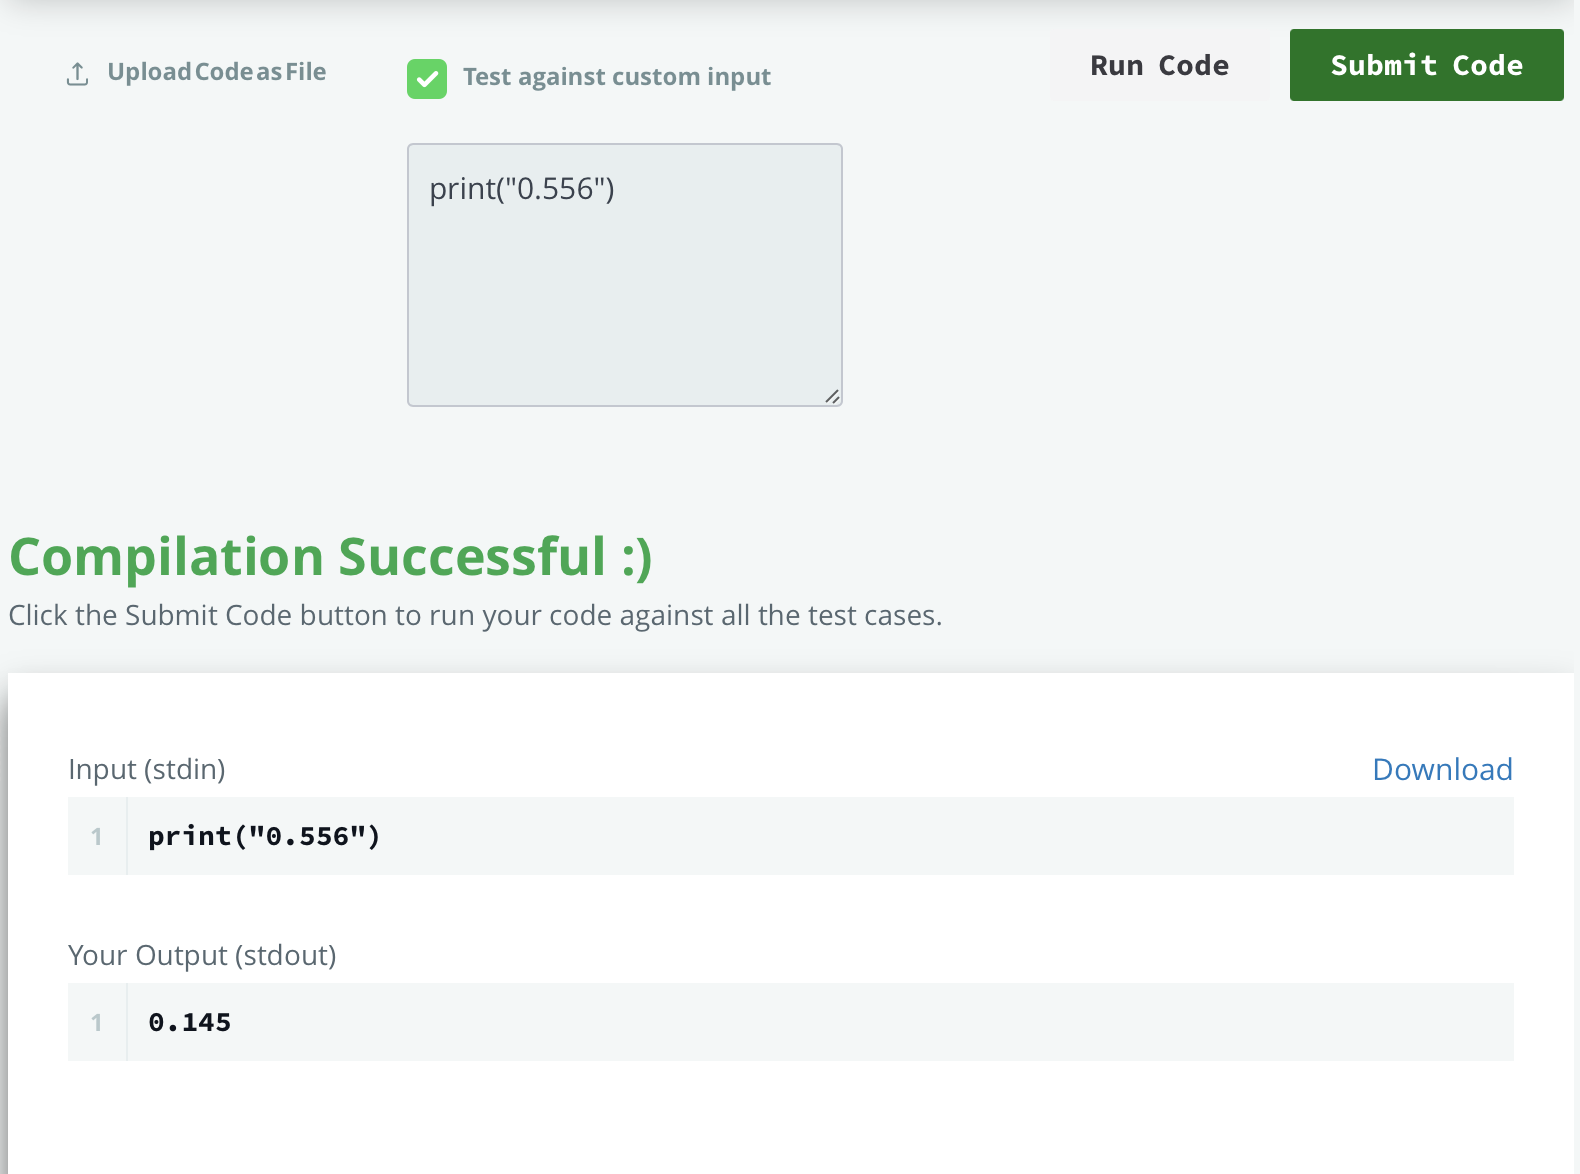 Upload Code as File
Test against custom input
Run Code
Submit Code
print("0.556")
Compilation Successful :)
Click the Submit Code button to run your code against all the test cases.
Input (stdin)
Download
1
print("0.556")
Your Output (stdout)
1
0.145